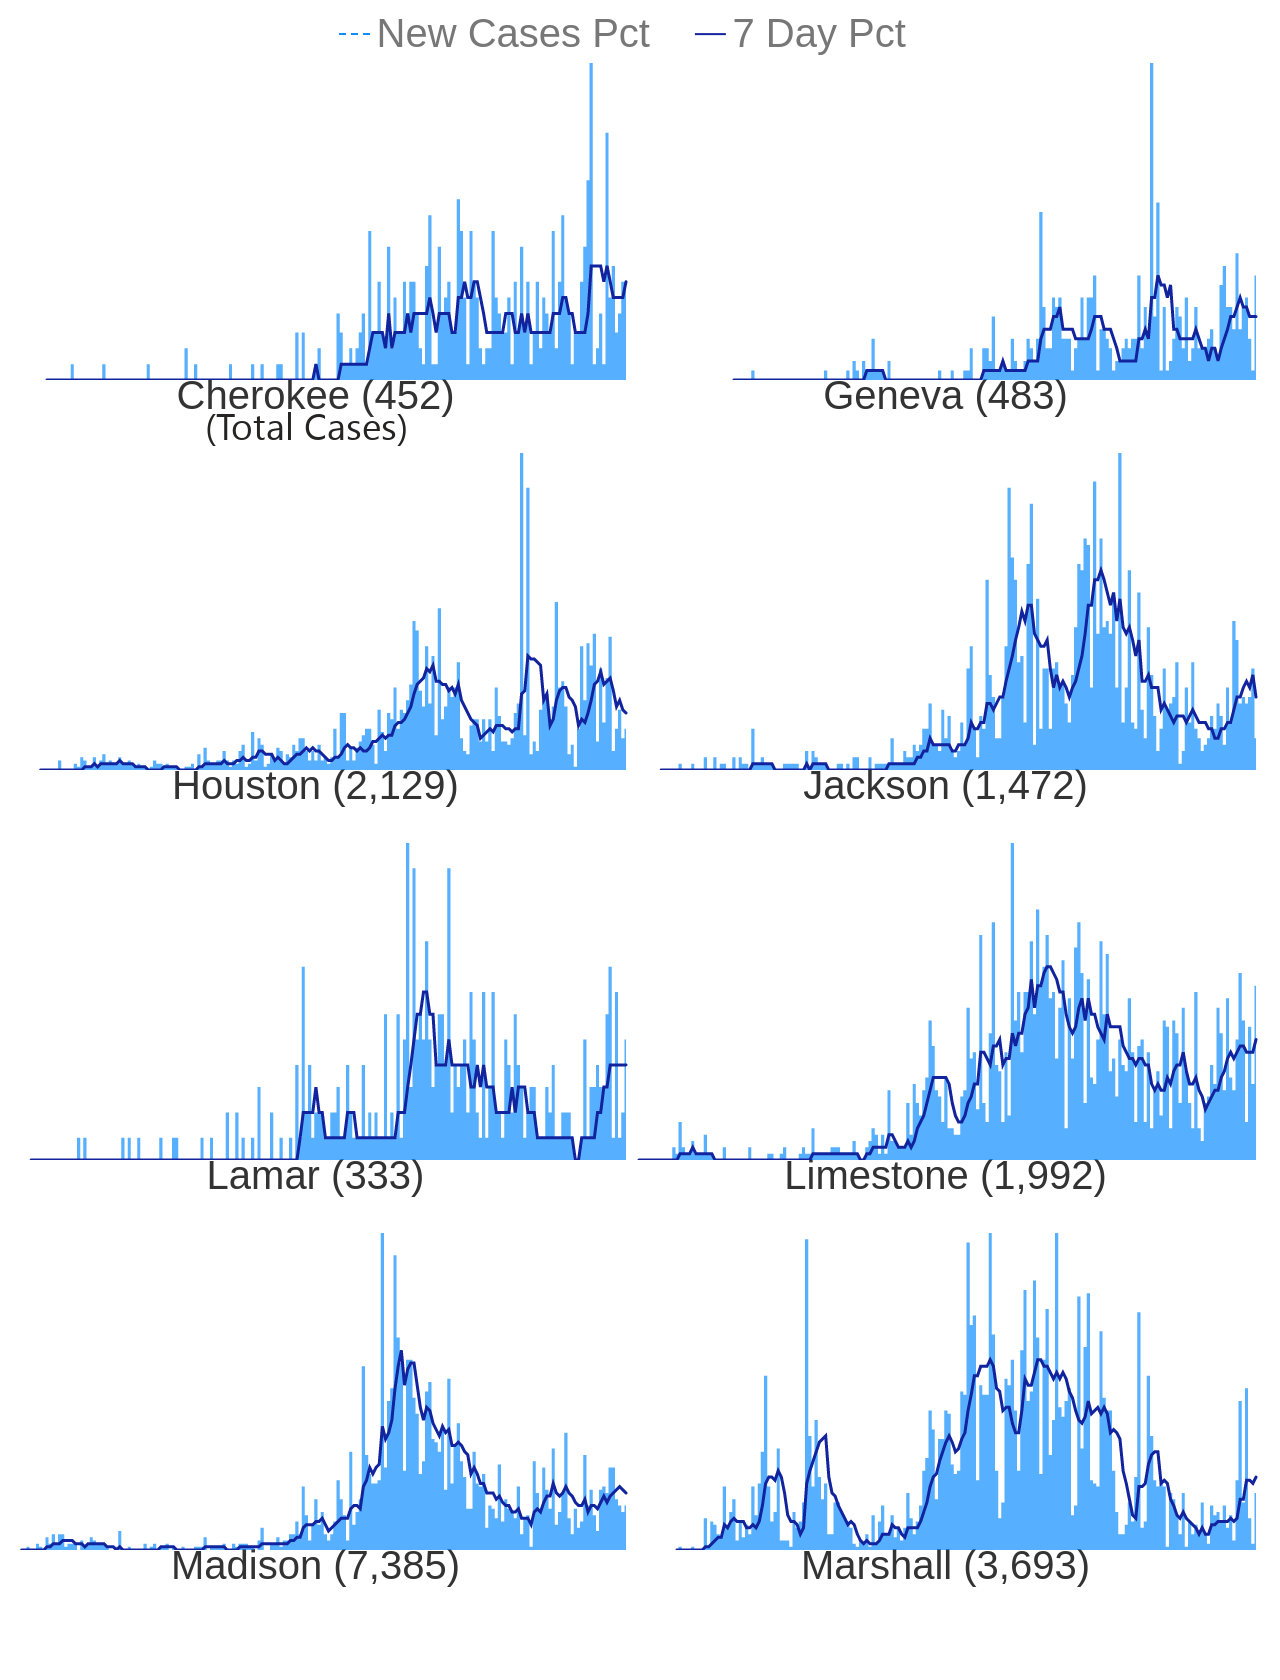 New Cases Pct 7 Day Pct
Cherokee (452) Geneva (483)
(Total Cases)
Houston (2,129) Jackson (1,472)
Lamar (333) Limestone (1,992)
Madison (7,385) Marshall (3,693)